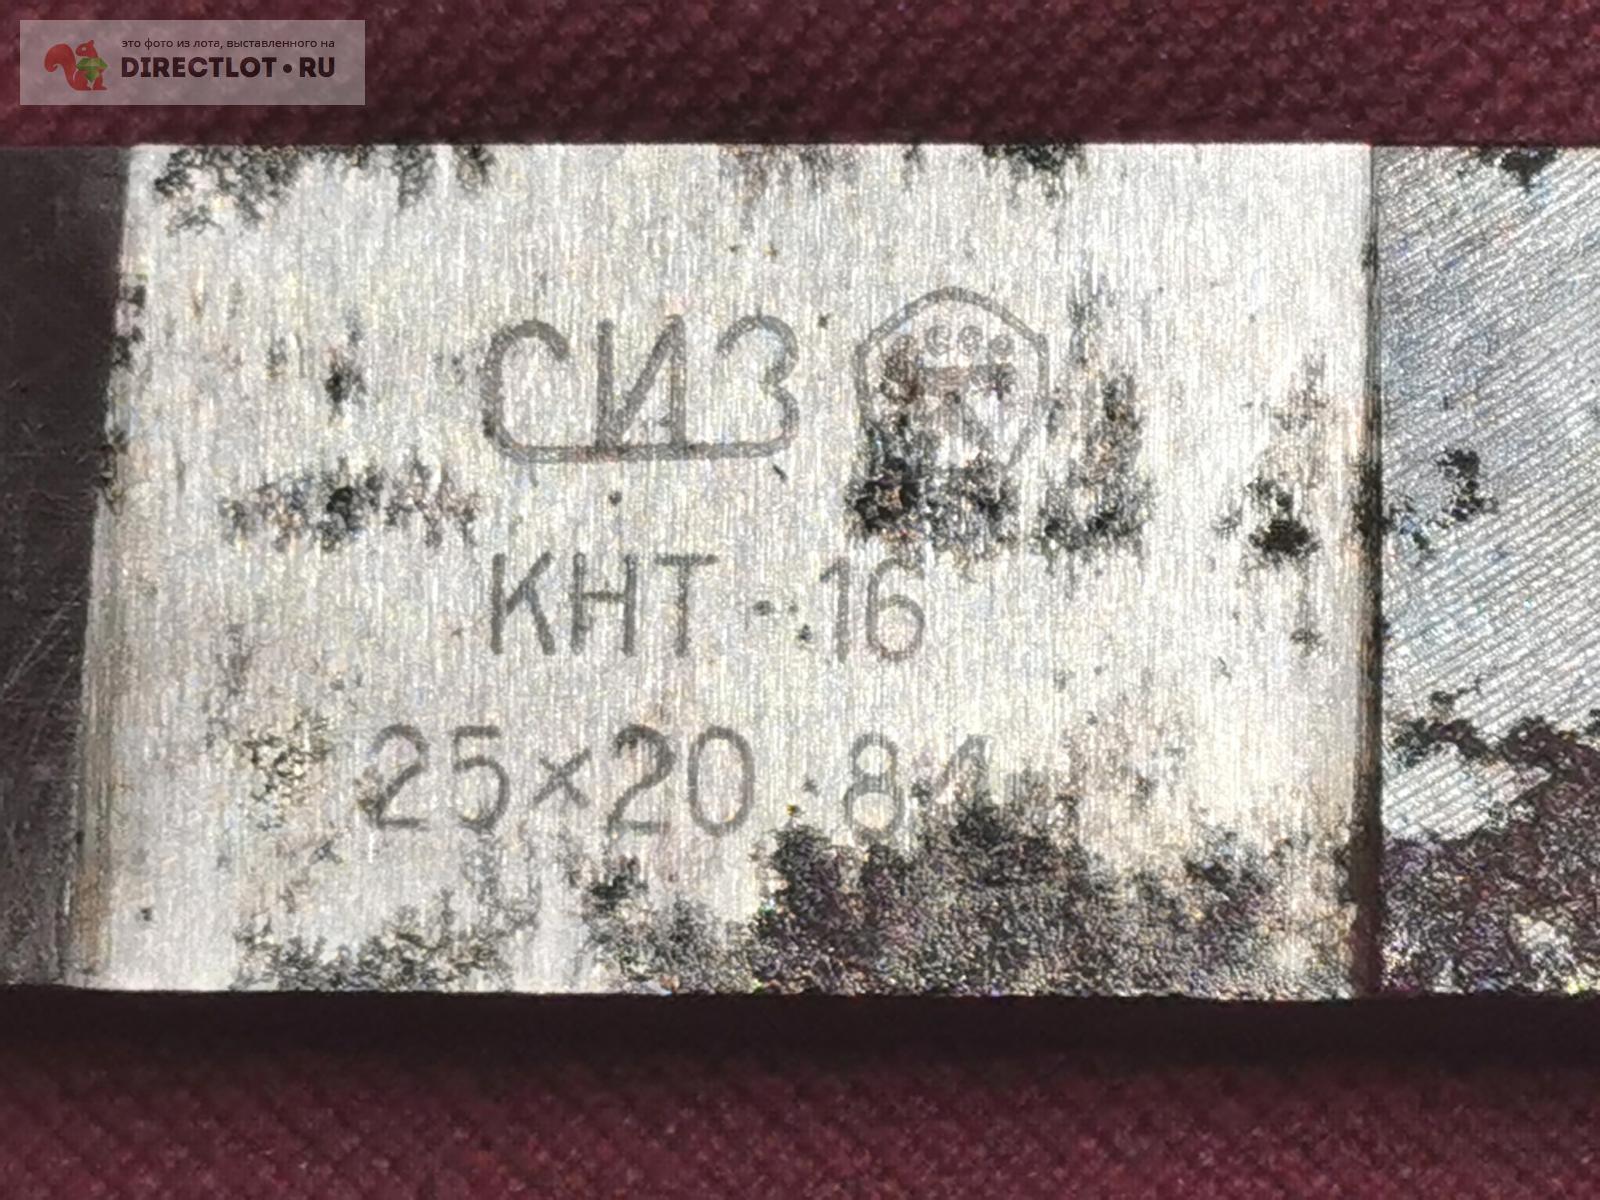 это фото из лота, выставленного на
DIRECTLOT•RU
СИЗ
КНТ-16
25×20 84